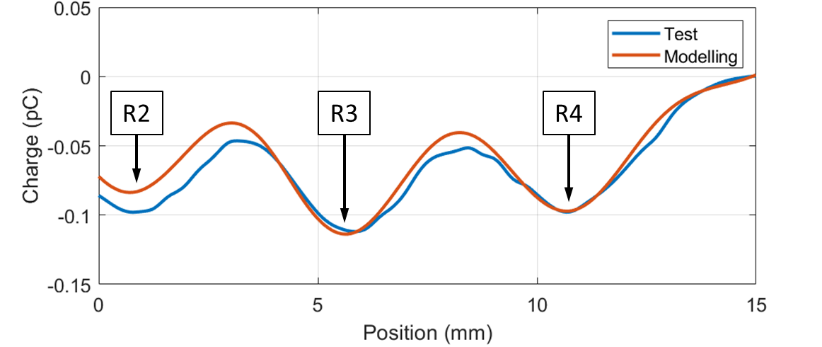 0.05
Test
Modelling
0
R2
R3
R4
-0.05
Charge (pC)
-0.1
-0.15
0
5
10
15
Position (mm)